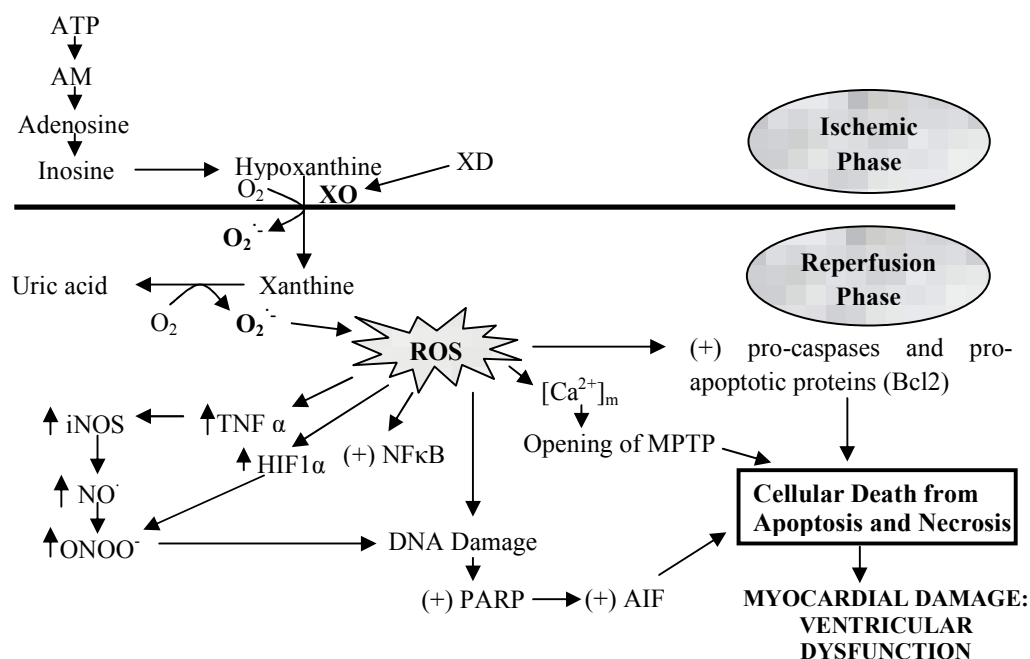 ATP
AM
Adenosine
Inosine
Hypoxanthine
XD
O₂
XO
Ischemic
Phase
O₂˙⁻
Reperfusion
Phase
Uric acid
Xanthine
O₂
O₂˙⁻
ROS
(+) pro-caspases and pro-
apoptotic proteins (Bcl2)
[Ca²⁺]ₘ
Opening of MPTP
iNOS
TNF α
HIF1α
(+) NFκB
NO˙
ONOO⁻
DNA Damage
(+) PARP
(+) AIF
Cellular Death from
Apoptosis and Necrosis
MYOCARDIAL DAMAGE:
VENTRICULAR
DYSFUNCTION